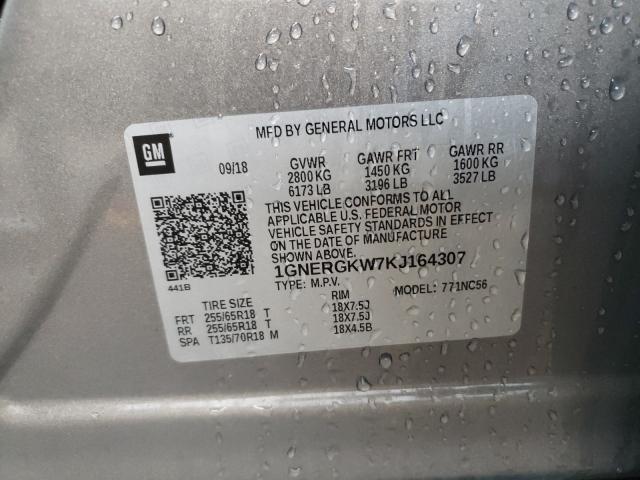 MFD BY GENERAL MOTORS LLC
GM
09/18 GVWR GAWR FRT GAWR RR
2800 KG 1450 KG 1600 KG
6173 LB 3196 LB 3527 LB
THIS VEHICLE CONFORMS TO ALL
APPLICABLE U.S. FEDERAL MOTOR
VEHICLE SAFETY STANDARDS IN EFFECT
ON THE DATE OF MANUFACTURE
SHOWN ABOVE.
441B
1GNERGKW7KJ164307
TYPE: M.P.V. MODEL: 771NC56
TIRE SIZE RIM
FRT 255/65R18 T 18X7.5J
RR 255/65R18 T 18X7.5J
SPA T135/70R18 M 18X4.5B